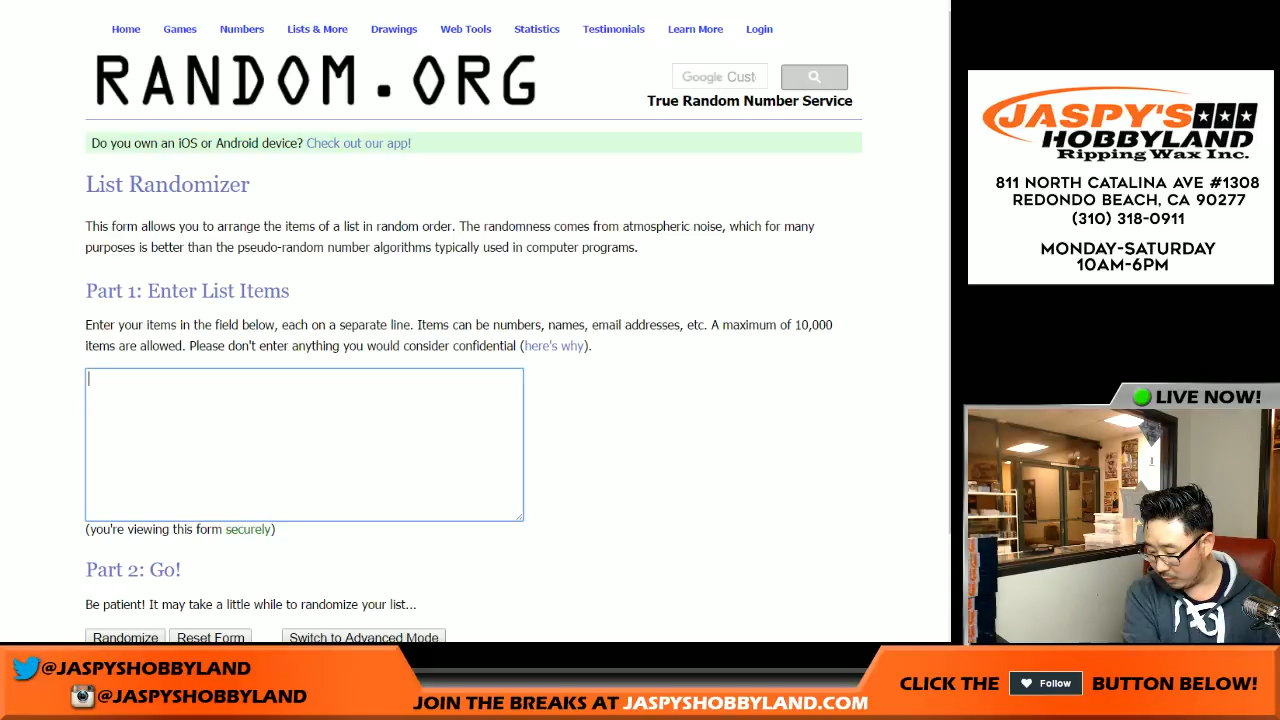 Home Games Numbers Lists & More Drawings Web Tools Statistics Testimonials Learn More Login
RANDOM.ORG
Google Cust
True Random Number Service
Do you own an iOS or Android device? Check out our app!
List Randomizer
This form allows you to arrange the items of a list in random order. The randomness comes from atmospheric noise, which for many
purposes is better than the pseudo-random number algorithms typically used in computer programs.
Part 1: Enter List Items
Enter your items in the field below, each on a separate line. Items can be numbers, names, email addresses, etc. A maximum of 10,000
items are allowed. Please don't enter anything you would consider confidential (here's why).
(you're viewing this form securely)
Part 2: Go!
Be patient! It may take a little while to randomize your list...
Randomize Reset Form Switch to Advanced Mode
JASPY'S
HOBBYLAND
Ripping Wax Inc.
811 NORTH CATALINA AVE #1308
REDONDO BEACH, CA 90277
(310) 318-0911
MONDAY-SATURDAY
10AM-6PM
LIVE NOW!
@JASPYSHOBBYLAND
@JASPYSHOBBYLAND
JOIN THE BREAKS AT JASPYSHOBBYLAND.COM
CLICK THE Follow BUTTON BELOW!